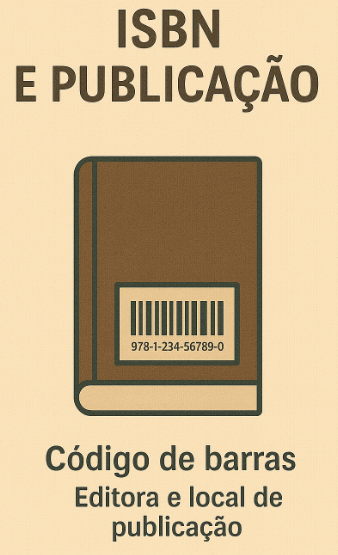 ISBN
E PUBLICAÇÃO
978-1-234-56789-0
Código de barras
Editora e local de
publicação